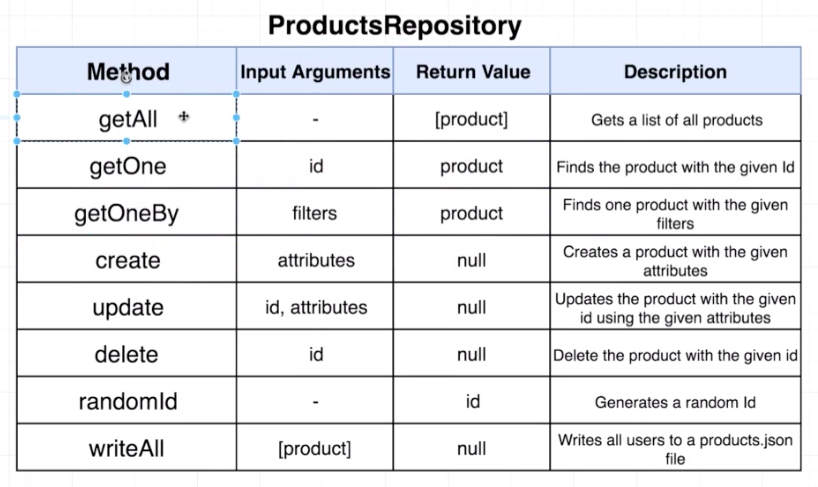 ProductsRepository
Method Input Arguments Return Value Description
getAll - [product] Gets a list of all products
getOne id product Finds the product with the given Id
getOneBy filters product Finds one product with the given
filters
create attributes null Creates a product with the given
attributes
update id, attributes null Updates the product with the given
id using the given attributes
delete id null Delete the product with the given id
randomId - id Generates a random Id
writeAll [product] null Writes all users to a products.json
file